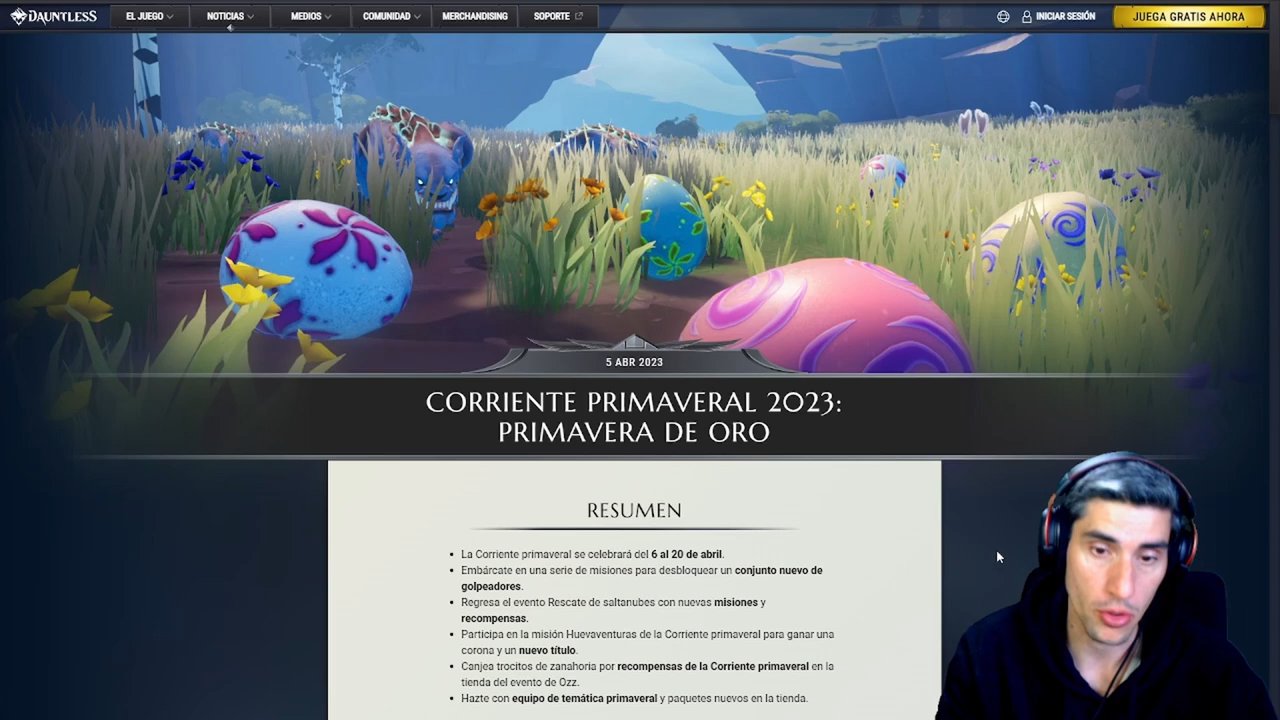 DAUNTLESS
EL JUEGO
NOTICIAS
MEDIOS
COMUNIDAD
MERCHANDISING
SOPORTE
INICIAR SESIÓN
JUEGA GRATIS AHORA
5 ABR 2023
CORRIENTE PRIMAVERAL 2023:
PRIMAVERA DE ORO
RESUMEN
• La Corriente primaveral se celebrará del 6 al 20 de abril.
• Embárcate en una serie de misiones para desbloquear un conjunto nuevo de
golpeadores.
• Regresa el evento Rescate de saltanubes con nuevas misiones y
recompensas.
• Participa en la misión Huevaventuras de la Corriente primaveral para ganar una
corona y un nuevo título.
• Canjea trocitos de zanahoria por recompensas de la Corriente primaveral en la
tienda del evento de Ozz.
• Hazte con equipo de temática primaveral y paquetes nuevos en la tienda.